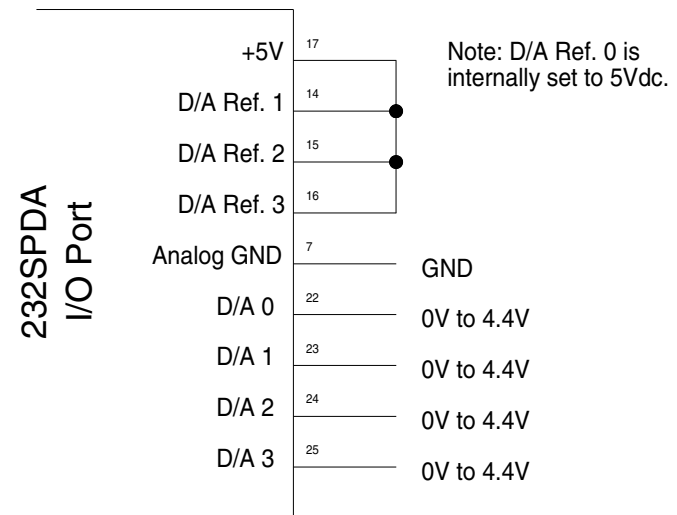 232SPDA
I/O Port
+5V 17
D/A Ref. 1 14
D/A Ref. 2 15
D/A Ref. 3 16
Analog GND 7 GND
D/A 0 22 0V to 4.4V
D/A 1 23 0V to 4.4V
D/A 2 24 0V to 4.4V
D/A 3 25 0V to 4.4V
Note: D/A Ref. 0 is
internally set to 5Vdc.